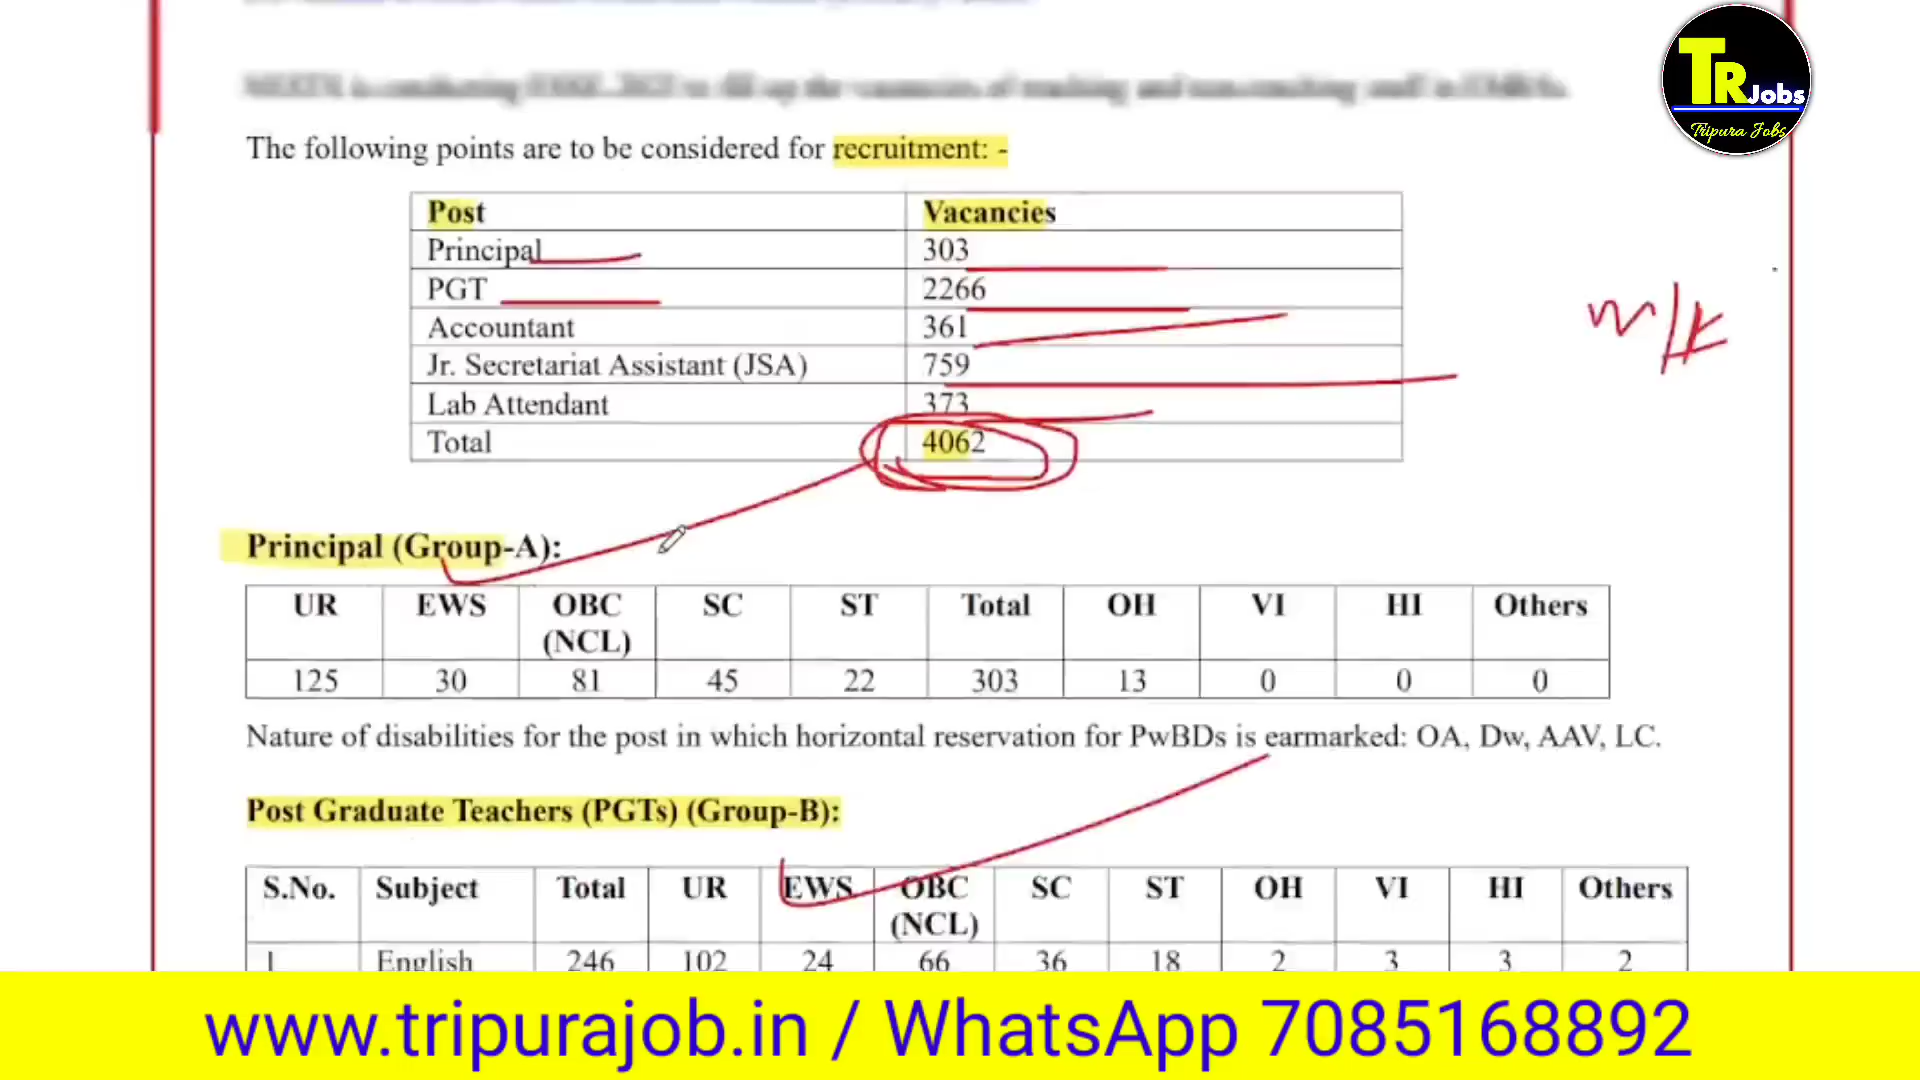 TR Jobs
Tripura Jobs
The following points are to be considered for recruitment: -
Post Vacancies
Principal 303
PGT 2266
Accountant 361
Jr. Secretariat Assistant (JSA) 759
Lab Attendant 373
Total 4062
Principal (Group-A):
UR EWS OBC (NCL) SC ST Total OH VI HI Others
125 30 81 45 22 303 13 0 0 0
Nature of disabilities for the post in which horizontal reservation for PwBDs is earmarked: OA, Dw, AAV, LC.
Post Graduate Teachers (PGTs) (Group-B):
S.No. Subject Total UR EWS OBC (NCL) SC ST OH VI HI Others
1 English 246 102 24 66 36 18 2 3 3 2
www.tripurajob.in / WhatsApp 7085168892